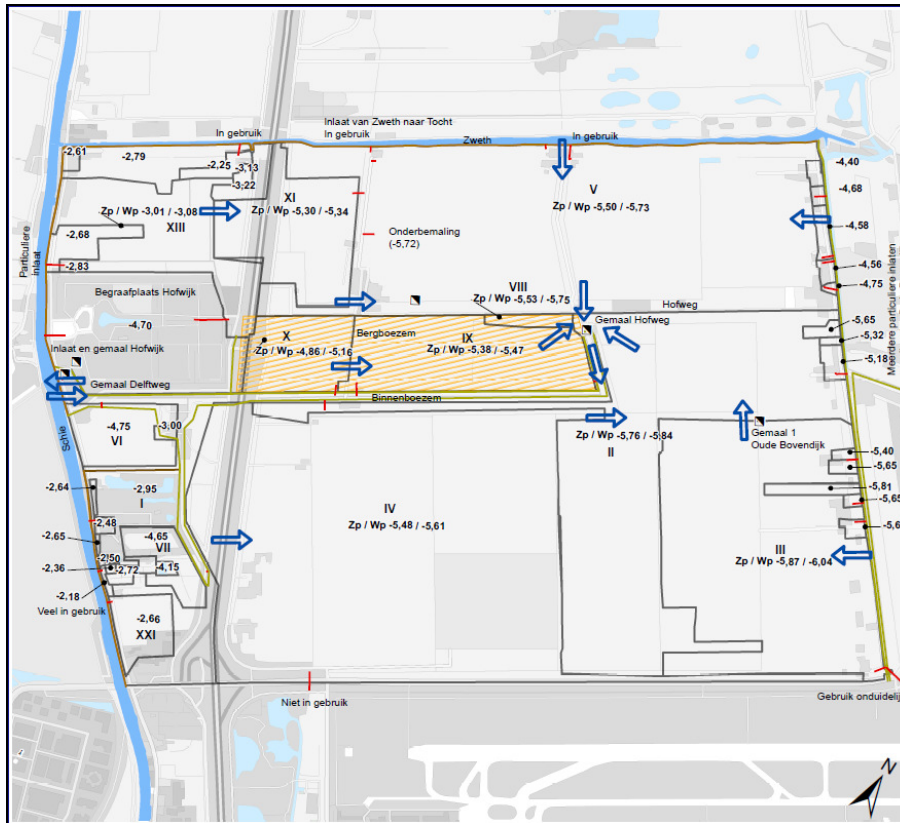 Inlaat van Zweth naar Tocht
In gebruik
In gebruik
In gebruik
Zweth
-2,61
-2,79
-2,25
-3,13
-3,22
-4,40
-4,68
XI
V
Zp / Wp -3,01 / -3,08
Zp / Wp -5,30 / -5,34
Zp / Wp -5,50 / -5,73
XIII
-2,68
-4,58
Onderbemaling
(-5,72)
Particuliere
inlaat
-2,83
-4,56
-4,75
Meerdere particuliere inlaten
Begraafplaats Hofwijk
VIII
Zp / Wp -5,53 / -5,75
Hofweg
-4,70
Gemaal Hofweg
-5,65
Bergboezem
X
IX
-5,32
Zp / Wp -4,86 / -5,16
Zp / Wp -5,38 / -5,47
Inlaat en gemaal Hofwijk
-5,18
Gemaal Delftweg
Binnenboezem
-4,75
-3,00
VI
Schie
Zp / Wp -5,76 / -5,84
II
Gemaal 1
Oude Bovendijk
-5,40
-5,65
-2,64
-2,95
-5,81
I
-5,65
IV
Zp / Wp -5,48 / -5,61
-2,48
-5,6
-4,65
-2,65
VII
III
Zp / Wp -5,87 / -6,04
-2,50
-2,36
-2,72
-4,15
-2,18
Veel in gebruik
-2,66
XXI
Niet in gebruik
Gebruik onduidelij
N